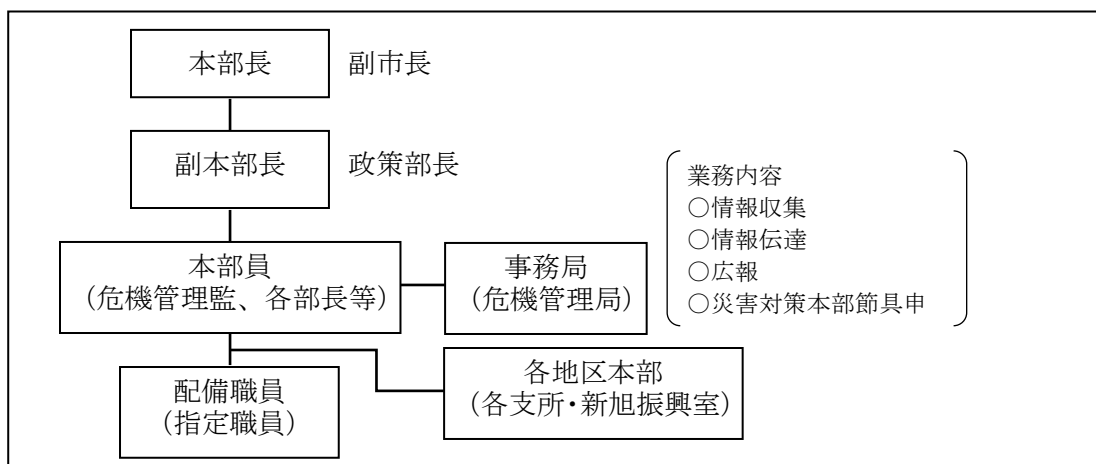 本部長 副市長
副本部長 政策部長
業務内容
○情報収集
○情報伝達
○広報
○災害対策本部節具申
本部員
(危機管理監、各部長等)
事務局
(危機管理局)
配備職員
(指定職員)
各地区本部
(各支所・新旭振興室)